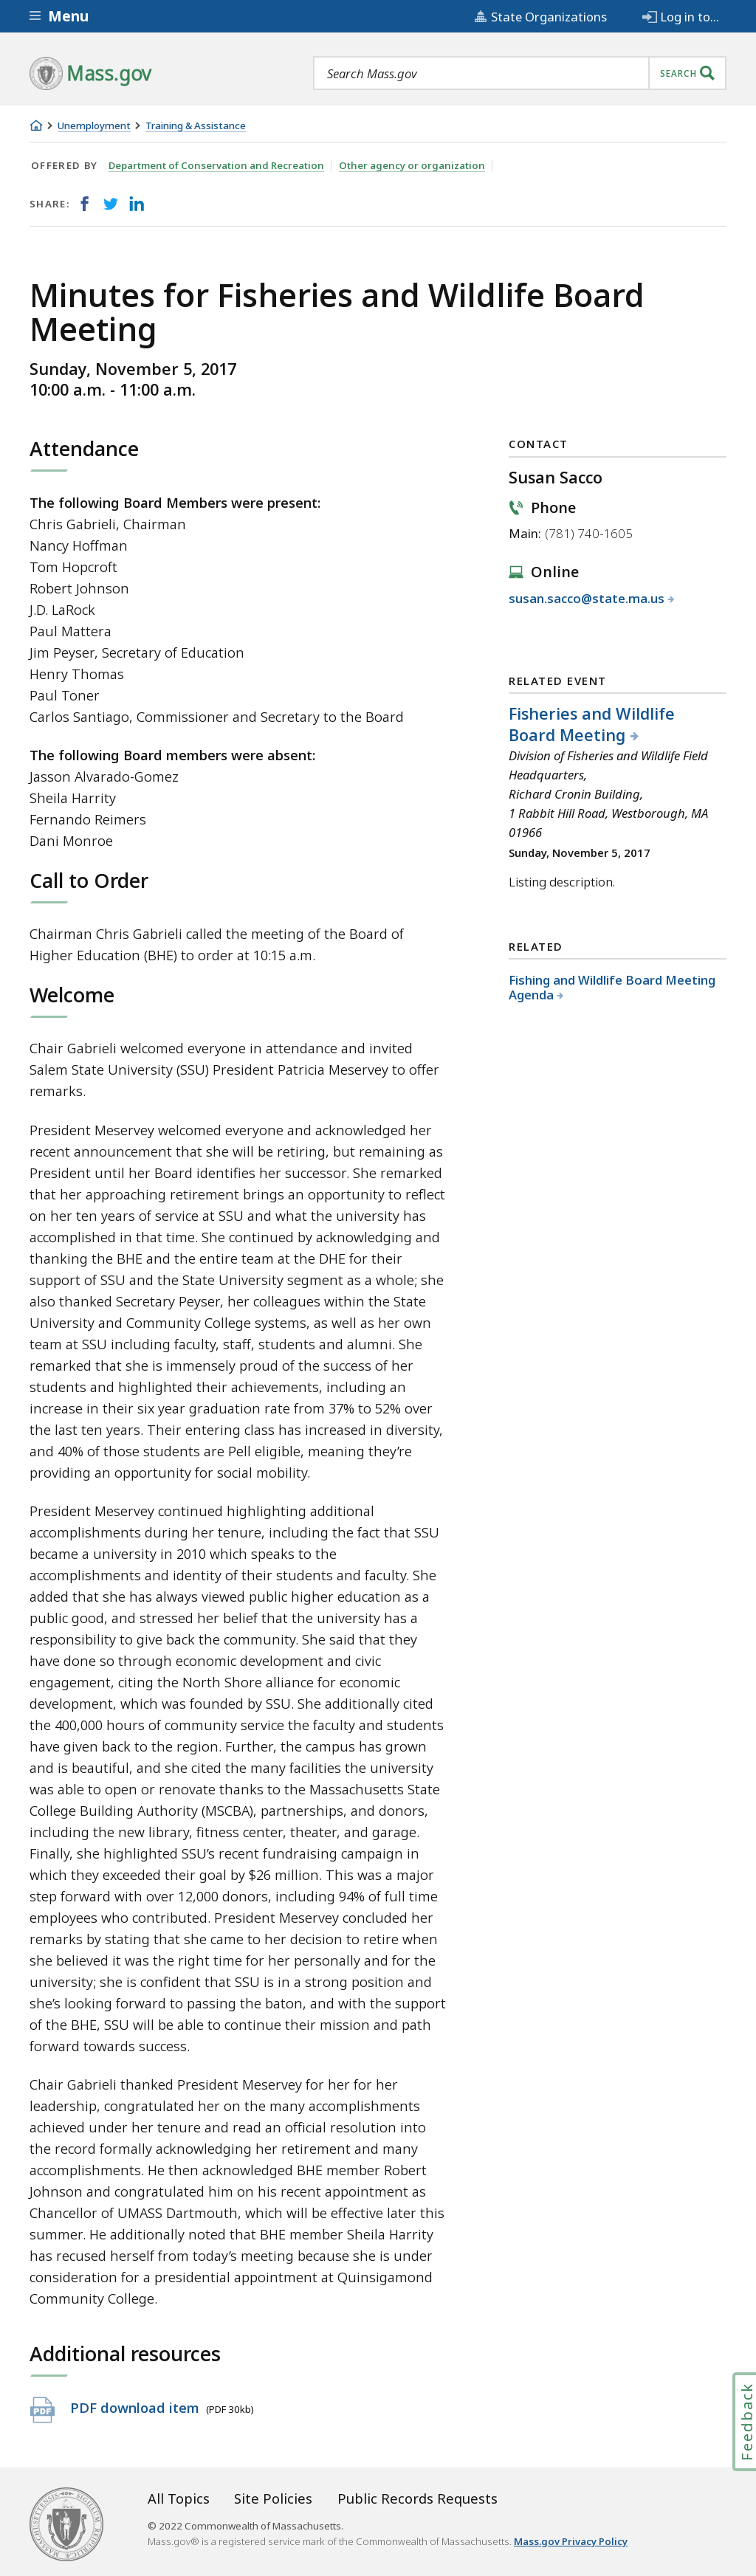 Menu
State Organizations
Log in to...
Mass.gov
Search Mass.gov
SEARCH
Unemployment
Training & Assistance
OFFERED BY
Department of Conservation and Recreation
Other agency or organization
SHARE:
Minutes for Fisheries and Wildlife Board
Meeting
Sunday, November 5, 2017
10:00 a.m. - 11:00 a.m.
Attendance
The following Board Members were present:
Chris Gabrieli, Chairman
Nancy Hoffman
Tom Hopcroft
Robert Johnson
J.D. LaRock
Paul Mattera
Jim Peyser, Secretary of Education
Henry Thomas
Paul Toner
Carlos Santiago, Commissioner and Secretary to the Board
The following Board members were absent:
Jasson Alvarado-Gomez
Sheila Harrity
Fernando Reimers
Dani Monroe
Call to Order
Chairman Chris Gabrieli called the meeting of the Board of
Higher Education (BHE) to order at 10:15 a.m.
Welcome
Chair Gabrieli welcomed everyone in attendance and invited
Salem State University (SSU) President Patricia Meservey to offer
remarks.
President Meservey welcomed everyone and acknowledged her
recent announcement that she will be retiring, but remaining as
President until her Board identifies her successor. She remarked
that her approaching retirement brings an opportunity to reflect
on her ten years of service at SSU and what the university has
accomplished in that time. She continued by acknowledging and
thanking the BHE and the entire team at the DHE for their
support of SSU and the State University segment as a whole; she
also thanked Secretary Peyser, her colleagues within the State
University and Community College systems, as well as her own
team at SSU including faculty, staff, students and alumni. She
remarked that she is immensely proud of the success of her
students and highlighted their achievements, including an
increase in their six year graduation rate from 37% to 52% over
the last ten years. Their entering class has increased in diversity,
and 40% of those students are Pell eligible, meaning they're
providing an opportunity for social mobility.
President Meservey continued highlighting additional
accomplishments during her tenure, including the fact that SSU
became a university in 2010 which speaks to the
accomplishments and identity of their students and faculty. She
added that she has always viewed public higher education as a
public good, and stressed her belief that the university has a
responsibility to give back the community. She said that they
have done so through economic development and civic
engagement, citing the North Shore alliance for economic
development, which was founded by SSU. She additionally cited
the 400,000 hours of community service the faculty and students
have given back to the region. Further, the campus has grown
and is beautiful, and she cited the many facilities the university
was able to open or renovate thanks to the Massachusetts State
College Building Authority (MSCBA), partnerships, and donors,
including the new library, fitness center, theater, and garage.
Finally, she highlighted SSU's recent fundraising campaign in
which they exceeded their goal by $26 million. This was a major
step forward with over 12,000 donors, including 94% of full time
employees who contributed. President Meservey concluded her
remarks by stating that she came to her decision to retire when
she believed it was the right time for her personally and for the
university; she is confident that SSU is in a strong position and
she's looking forward to passing the baton, and with the support
of the BHE, SSU will be able to continue their mission and path
forward towards success.
Chair Gabrieli thanked President Meservey for her for her
leadership, congratulated her on the many accomplishments
achieved under her tenure and read an official resolution into
the record formally acknowledging her retirement and many
accomplishments. He then acknowledged BHE member Robert
Johnson and congratulated him on his recent appointment as
Chancellor of UMASS Dartmouth, which will be effective later this
summer. He additionally noted that BHE member Sheila Harrity
has recused herself from today's meeting because she is under
consideration for a presidential appointment at Quinsigamond
Community College.
Additional resources
PDF download item (PDF 30kb)
CONTACT
Susan Sacco
Phone
Main: (781) 740-1605
Online
susan.sacco@state.ma.us
RELATED EVENT
Fisheries and Wildlife
Board Meeting
Division of Fisheries and Wildlife Field
Headquarters,
Richard Cronin Building,
1 Rabbit Hill Road, Westborough, MA
01966
Sunday, November 5, 2017
Listing description.
RELATED
Fishing and Wildlife Board Meeting
Agenda
Feedback
All Topics
Site Policies
Public Records Requests
© 2022 Commonwealth of Massachusetts.
Mass.gov® is a registered service mark of the Commonwealth of Massachusetts. Mass.gov Privacy Policy